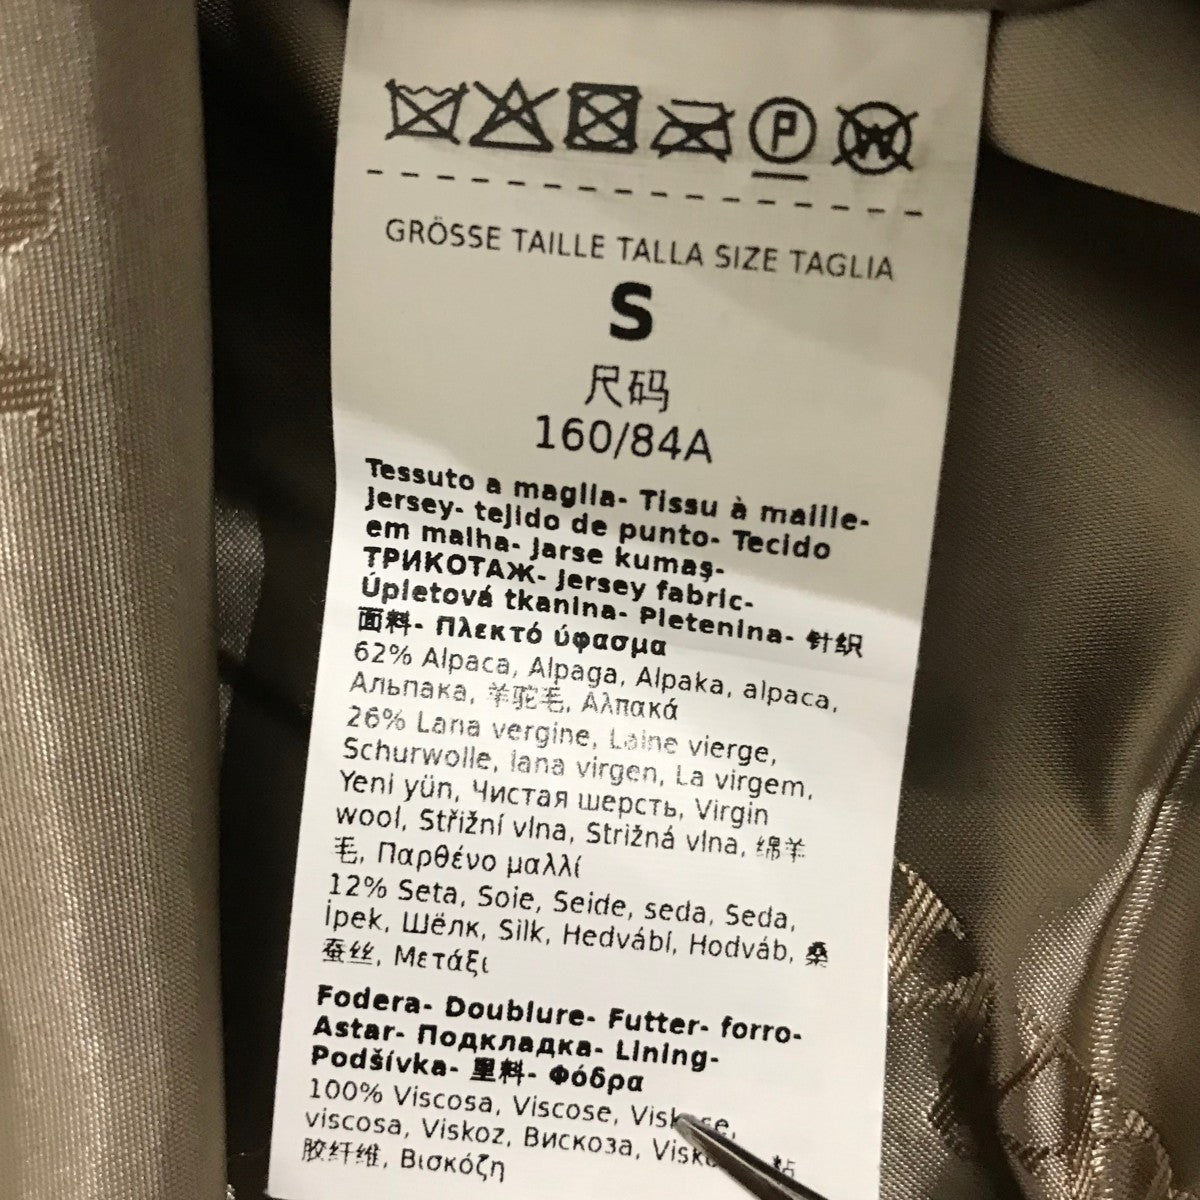 P W
GRÖSSE TAILLE TALLA SIZE TAGLIA
S
尺码
160/84A
Tessuto a maglia- Tissu à maille-
Jersey- tejido de punto- Tecido
em malha- Jarse kumaş-
ТРИКОТАЖ- Jersey fabric-
Úpletová tkanina- Pletenina- 针织
面料- Πλεκτό ύφασμα
62% Alpaca, Alpaga, Alpaka, alpaca,
Альпака, 羊驼毛, Αλπακά
26% Lana vergine, Laine vierge,
Schurwolle, lana virgen, La virgem,
Yeni yün, Чистая шерсть, Virgin
wool, Střižní vlna, Strižná vlna, 绵羊
毛, Παρθένο μαλλί
12% Seta, Soie, Seide, seda, Seda,
İpek, Шёлк, Silk, Hedvábí, Hodváb, 桑
蚕丝, Μετάξι
Fodera- Doublure- Futter- forro-
Astar- Подкладка- Lining-
Podšívka- 里料- Φόδρα
100% Viscosa, Viscose,
viscosa, Viskoz, Вискоза, 粘
胶纤维, Βισκόζη